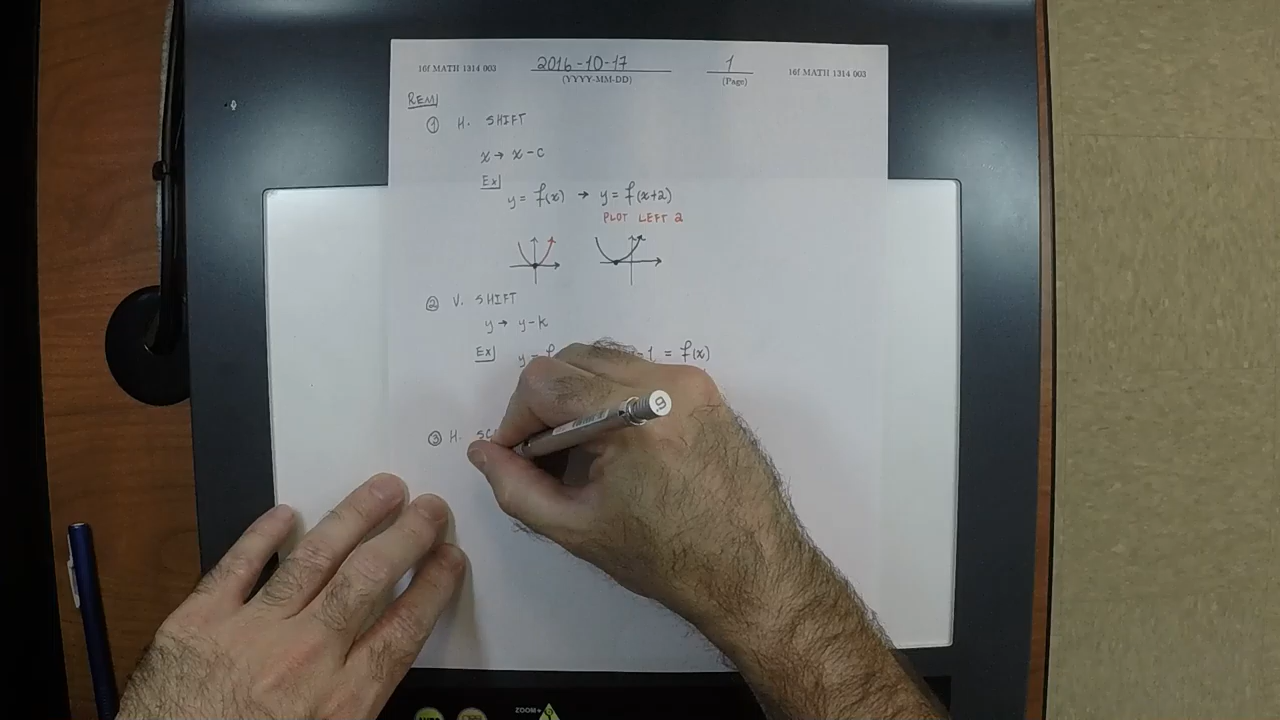 16f MATH 1314 003 2016-10-17 1 16f MATH 1314 003
(YYYY-MM-DD) (Page)
REM
① H. SHIFT
x → x-c
Ex
y = f(x) → y = f(x+2)
PLOT LEFT 2
② V. SHIFT
y → y-k
Ex y = f = f(x)
③ H.
ZOOM+